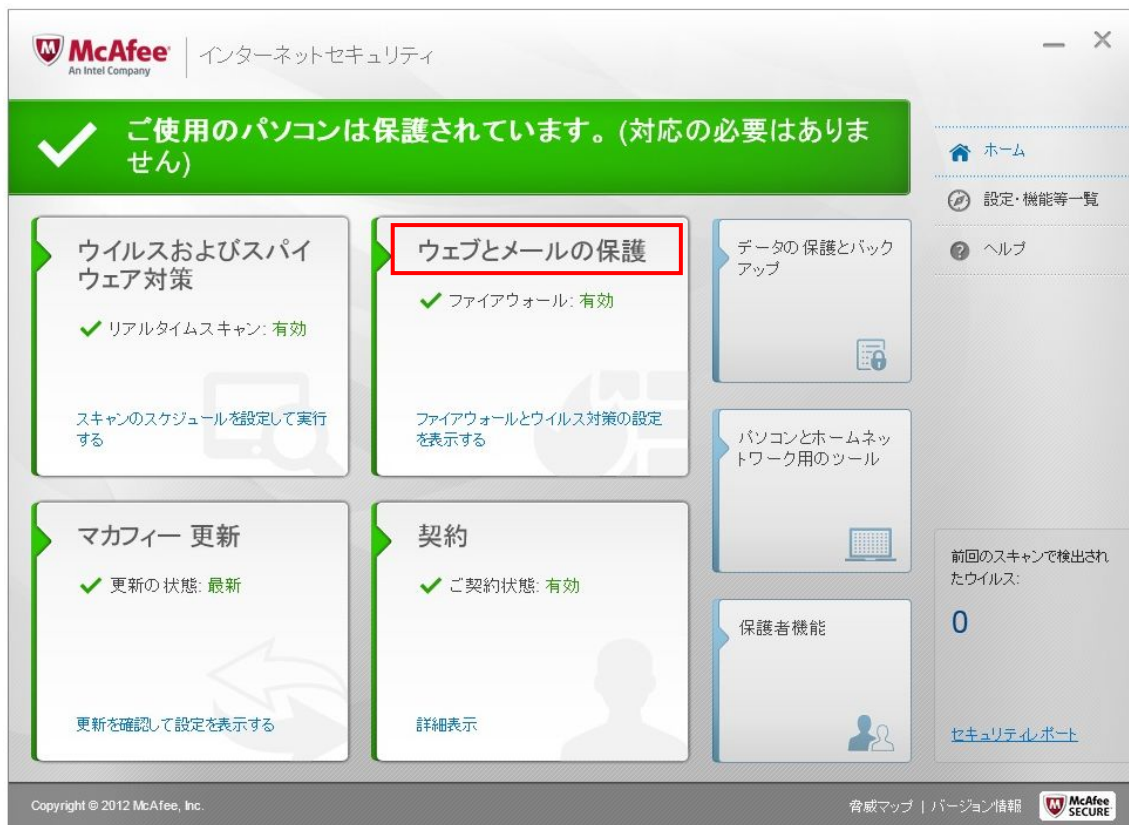 McAfee
An Intel Company
インターネットセキュリティ
ご使用のパソコンは保護されています。(対応の必要はありま
せん)
ホーム
設定・機能等一覧
ヘルプ
ウイルスおよびスパイ
ウェア対策
リアルタイムスキャン: 有効
スキャンのスケジュールを設定して実行
する
ウェブとメールの保護
ファイアウォール: 有効
ファイアウォールとウイルス対策の設定
を表示する
データの保護とバック
アップ
パソコンとホームネッ
トワーク用のツール
マカフィー 更新
更新の状態: 最新
更新を確認して設定を表示する
契約
ご契約状態: 有効
詳細表示
保護者機能
前回のスキャンで検出され
たウイルス:
0
セキュリティレポート
Copyright © 2012 McAfee, Inc.
脅威マップ | バージョン情報
McAfee
SECURE